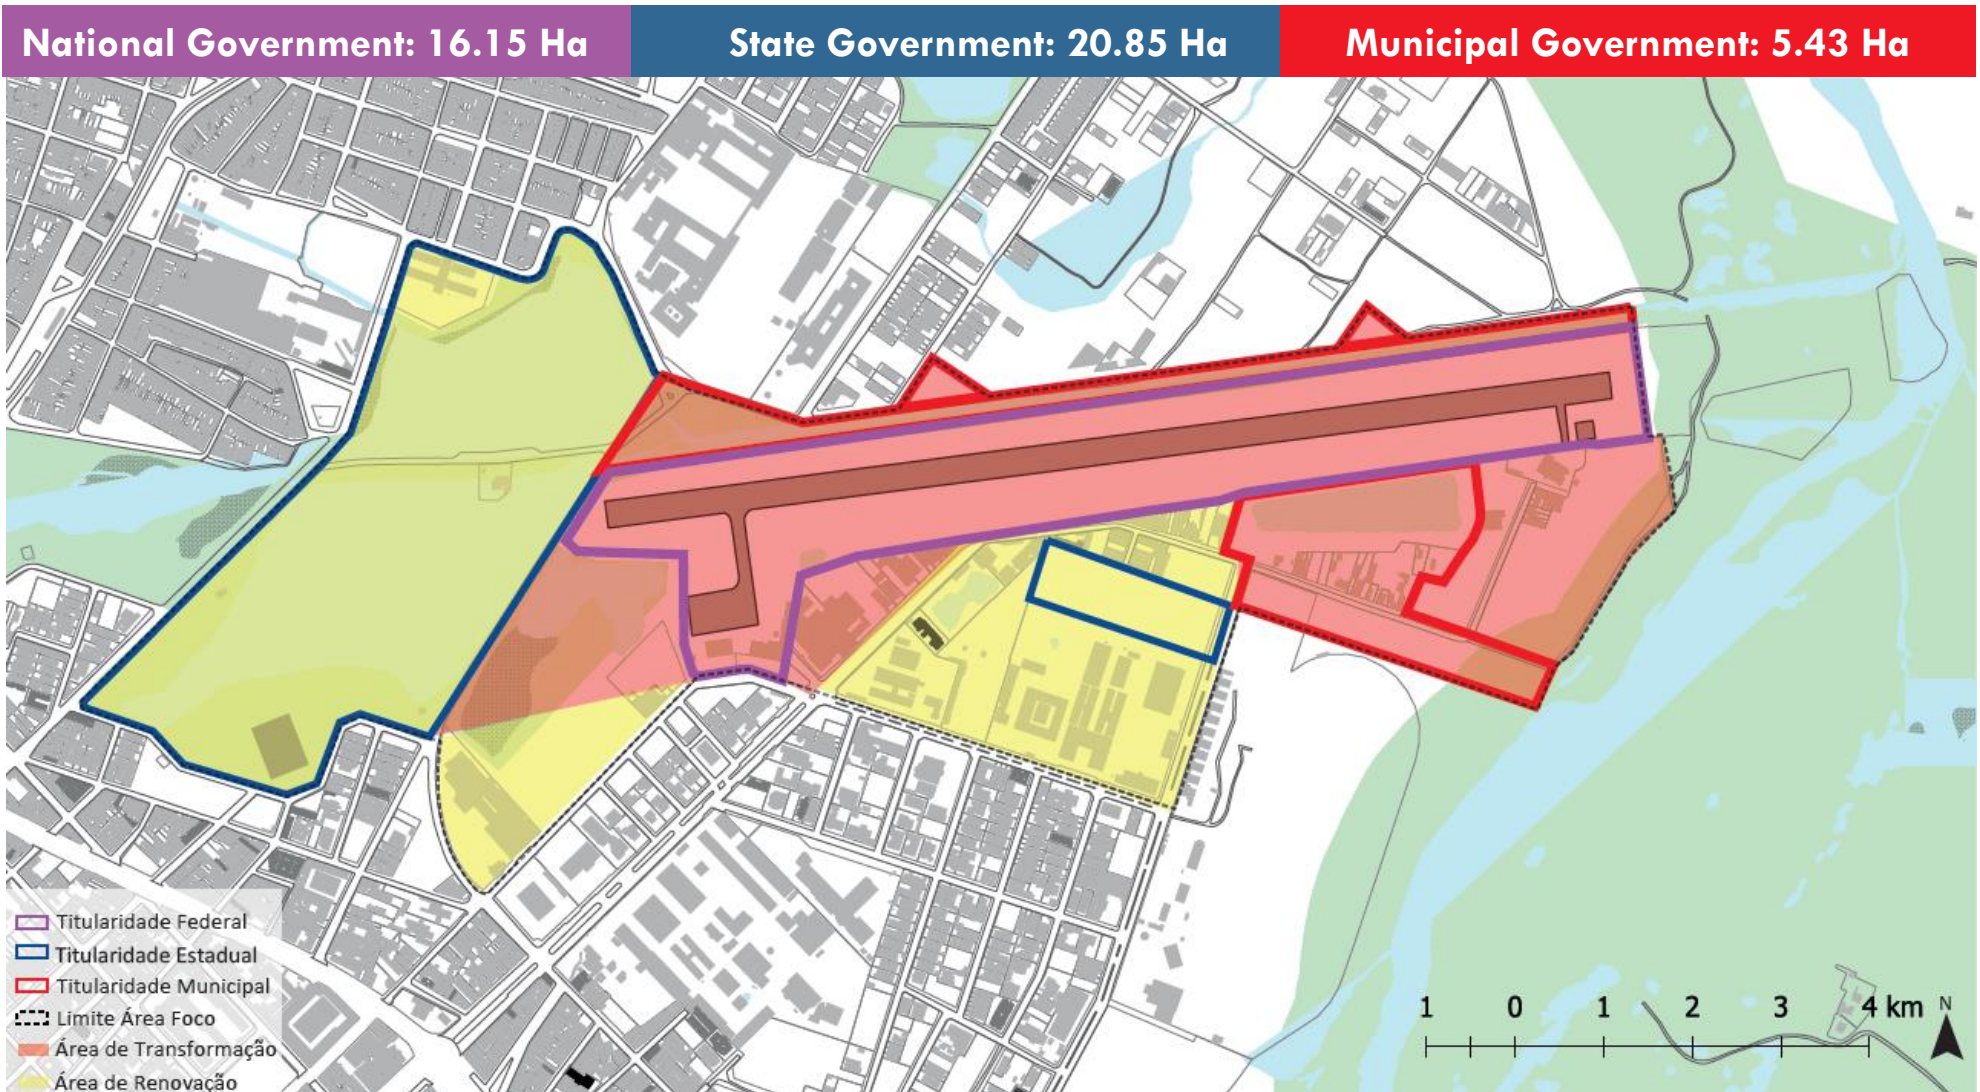 National Government: 16.15 Ha
State Government: 20.85 Ha
Municipal Government: 5.43 Ha
Titularidade Federal
Titularidade Estadual
Titularidade Municipal
Limite Área Foco
Área de Transformação
Área de Renovação
1 0 1 2 3 4 km
N